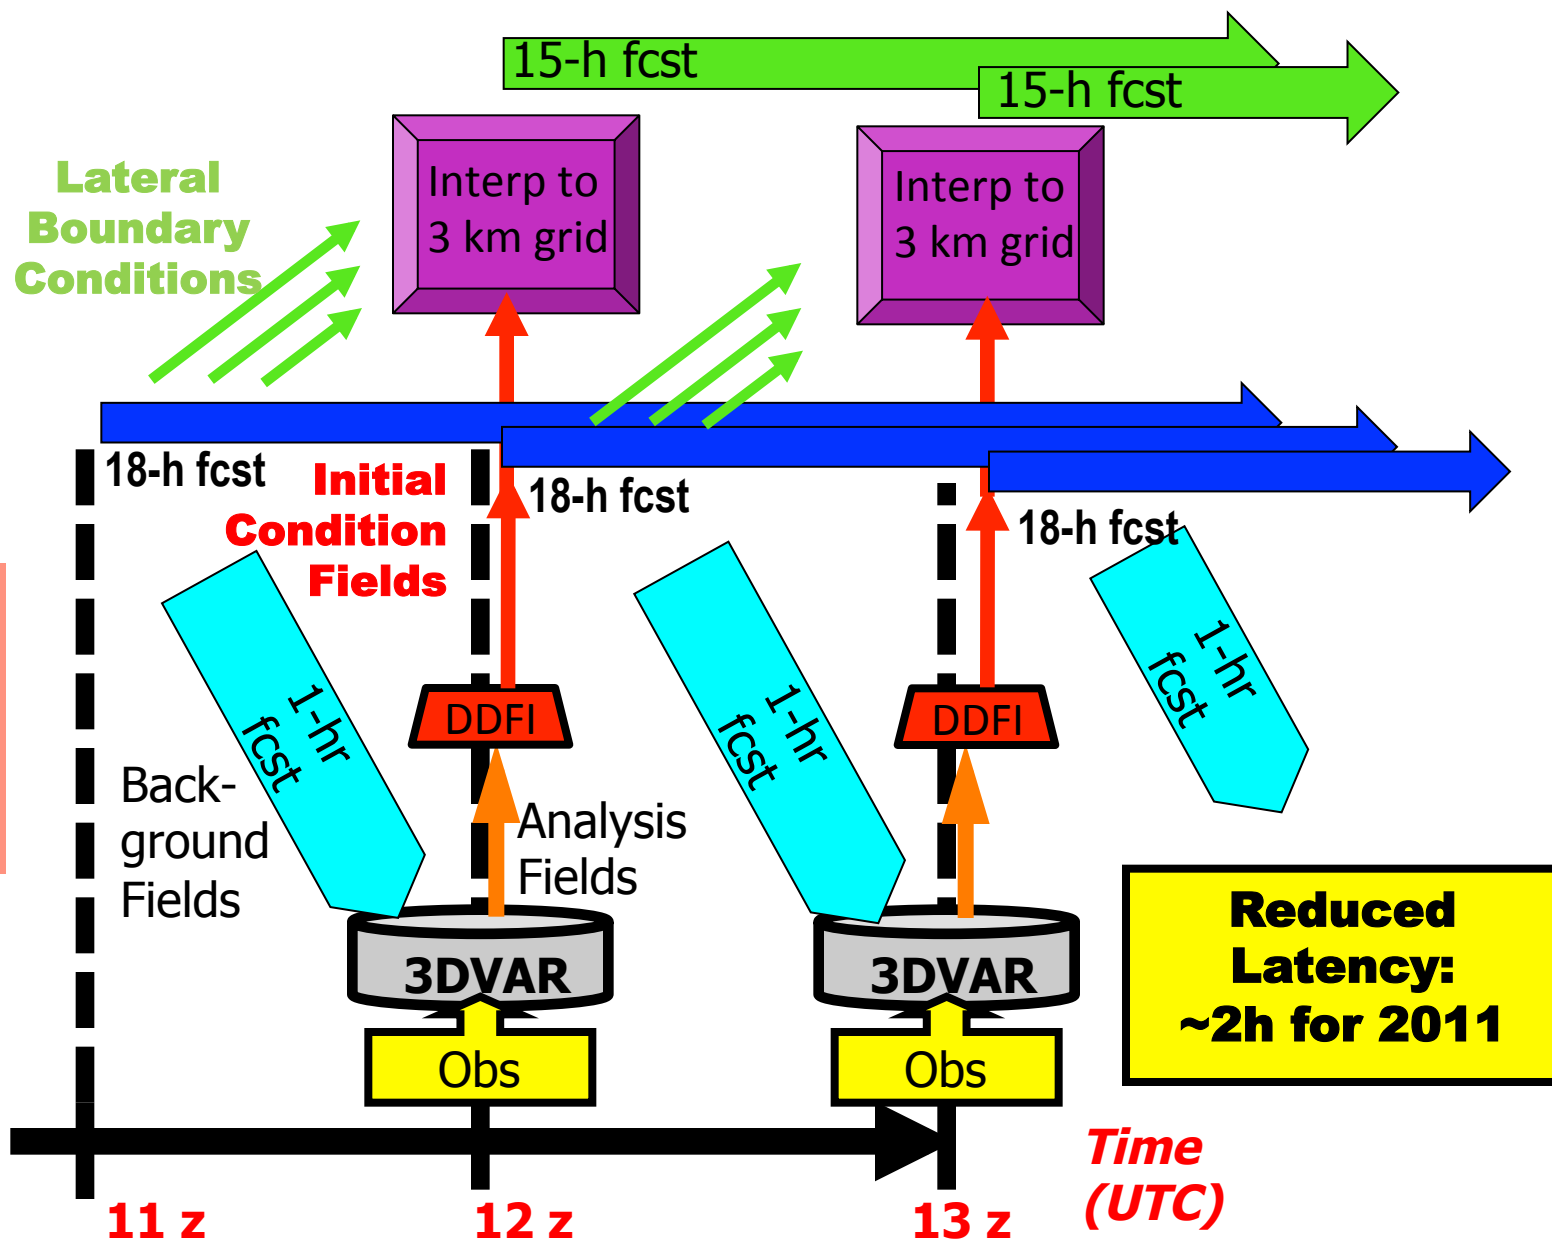 15-h fcst
15-h fcst
Lateral
Boundary
Conditions
Interp to
3 km grid
Interp to
3 km grid
18-h fcst
Initial
Condition
Fields
18-h fcst
18-h fcst
1-hr
fcst
1-hr
fcst
1-hr
fcst
DDFI
DDFI
Back-
ground
Fields
Analysis
Fields
3DVAR
3DVAR
Reduced
Latency:
~2h for 2011
Obs
Obs
Time
(UTC)
11 z
12 z
13 z